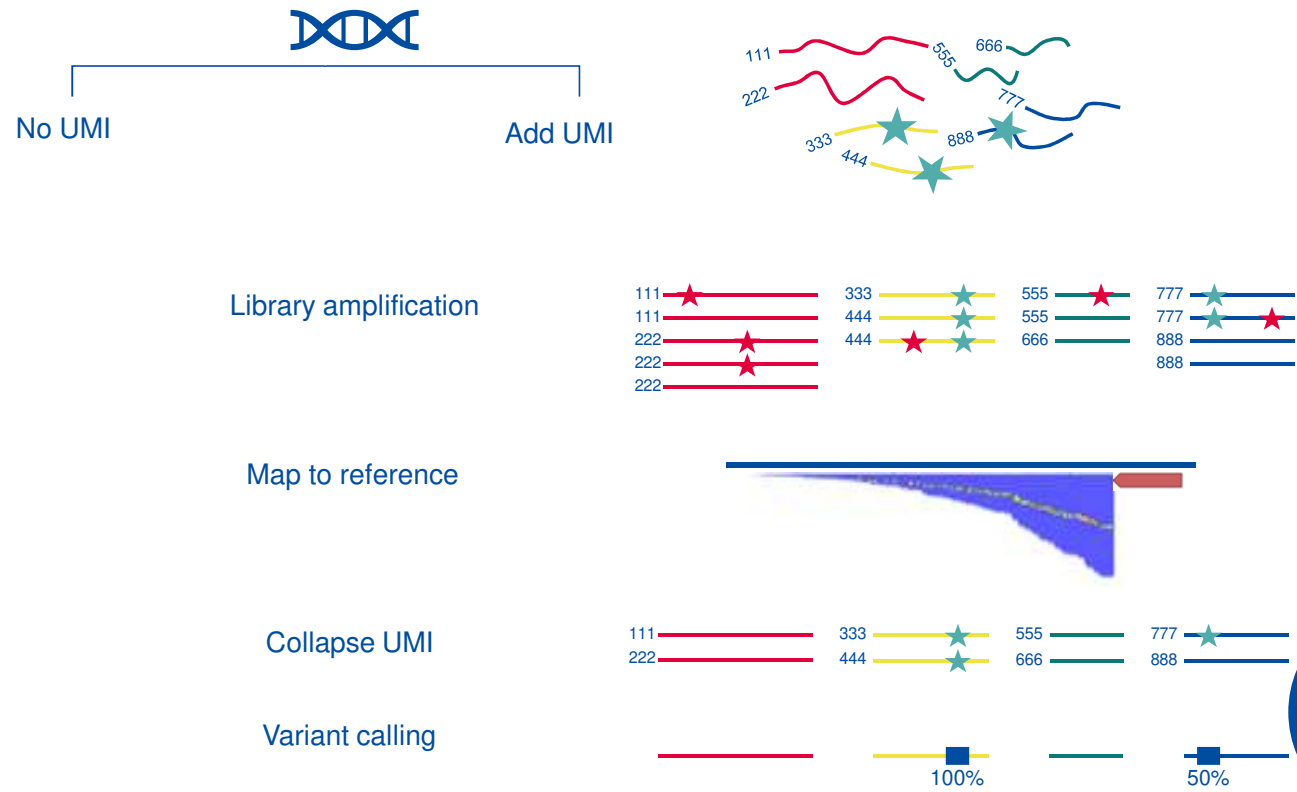 No UMI
Add UMI
111
222
333
444
555
666
777
888
Library amplification
111 333 555 777
111 444 555 777
222 444 666 888
222 888
222
Map to reference
Collapse UMI
111 333 555 777
222 444 666 888
Variant calling
100% 50%